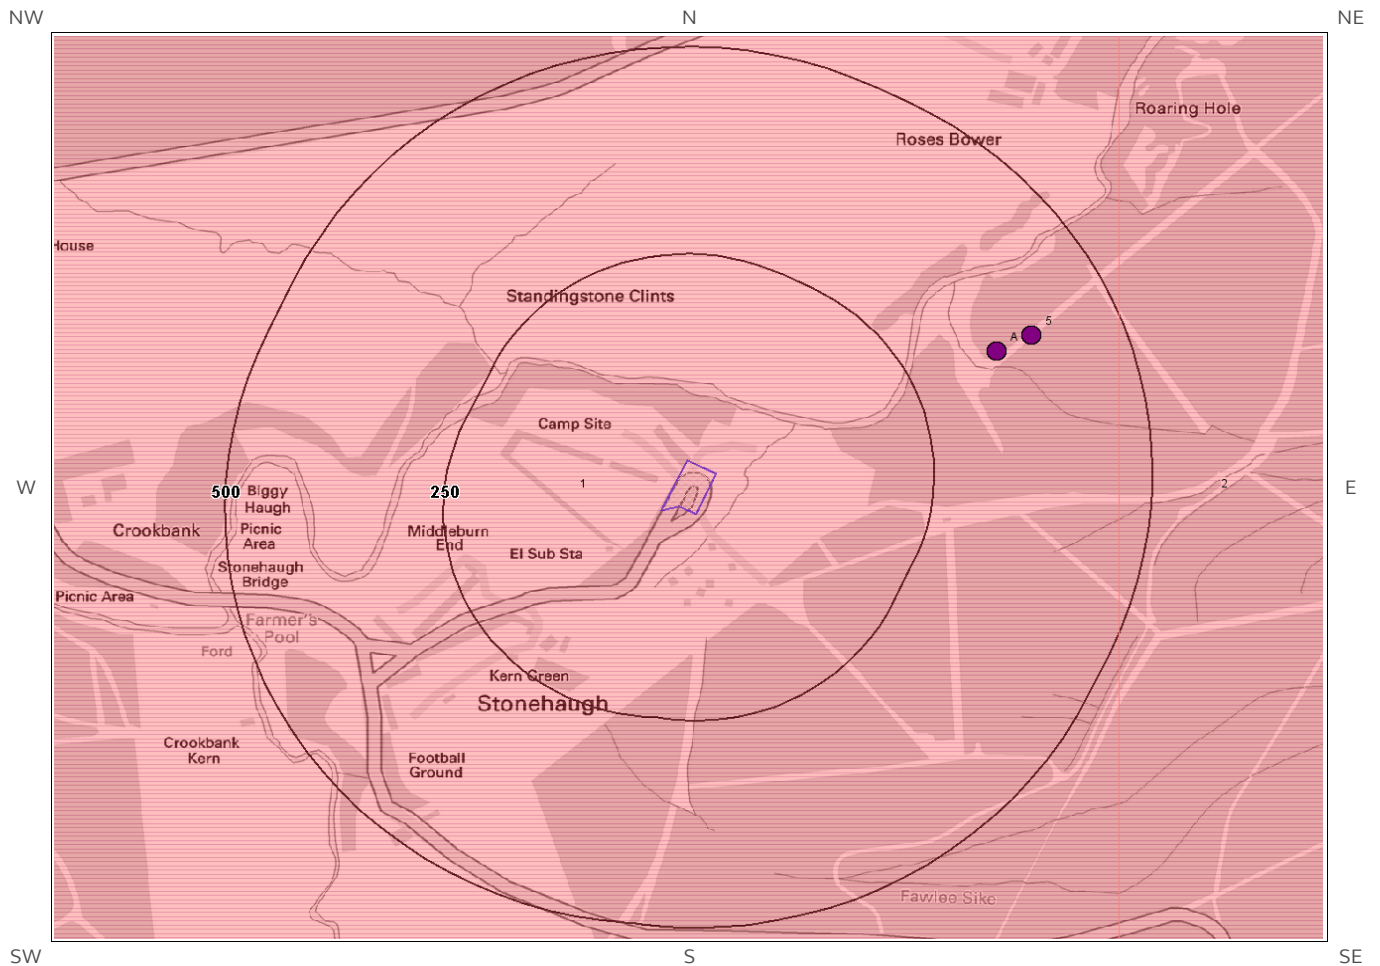 NW
N
NE
Roaring Hole
Roses Bower
House
Standingstone Clints
5
A
Camp Site
1
2
W
500
250
E
Biggy
Haugh
Picnic
Area
Crookbank
Middleburn
End
El Sub Sta
Stonehaugh
Bridge
Picnic Area
Farmer's
Pool
Ford
Kern Green
Stonehaugh
Crookbank
Kern
Football
Ground
Fawlee Sike
SW
S
SE